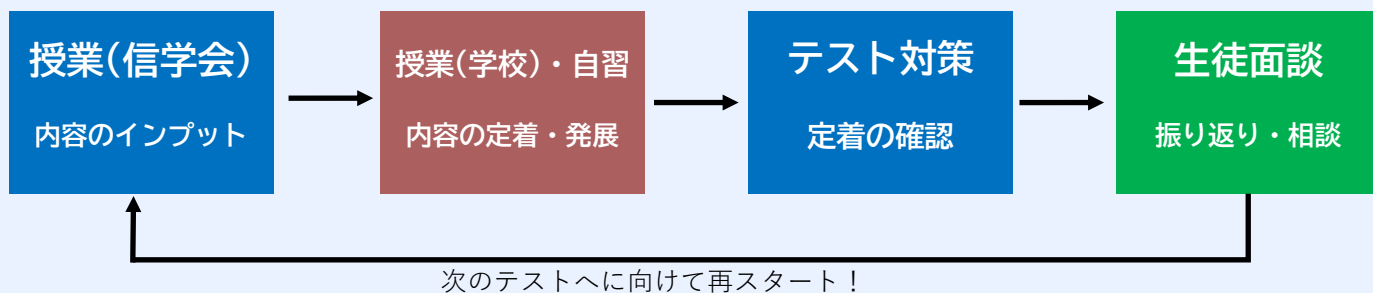 授業(信学会)
内容のインプット
授業(学校)・自習
内容の定着・発展
テスト対策
定着の確認
生徒面談
振り返り・相談
次のテストへに向けて再スタート！